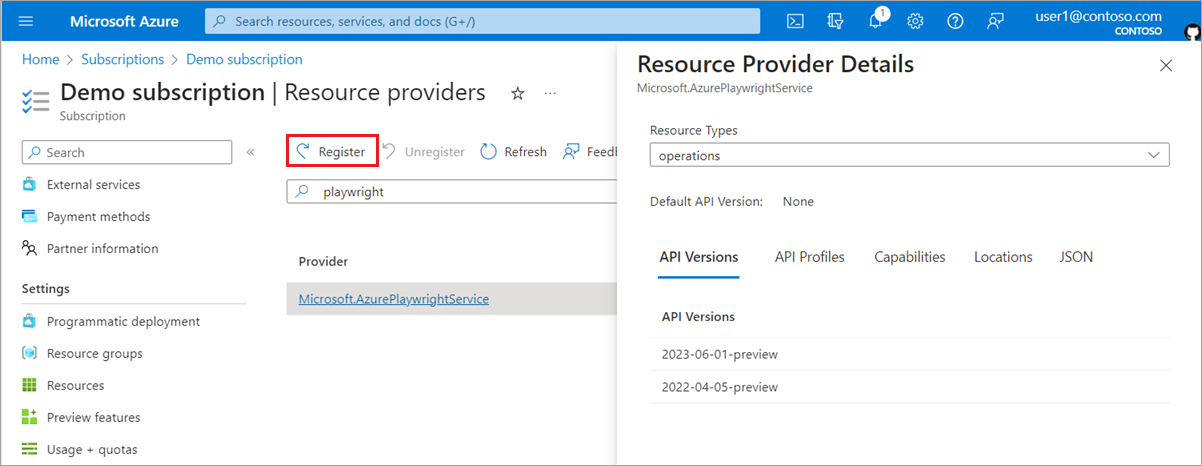 Microsoft Azure
Search resources, services, and docs (G+/)
1
user1@contoso.com
CONTOSO
Home > Subscriptions > Demo subscription
Demo subscription | Resource providers
Subscription
Search
External services
Payment methods
Partner information
Settings
Programmatic deployment
Resource groups
Resources
Preview features
Usage + quotas
Register
Unregister
Refresh
Feedb
playwright
Provider
Microsoft.AzurePlaywrightService
Resource Provider Details
Microsoft.AzurePlaywrightService
Resource Types
operations
Default API Version: None
API Versions API Profiles Capabilities Locations JSON
API Versions
2023-06-01-preview
2022-04-05-preview